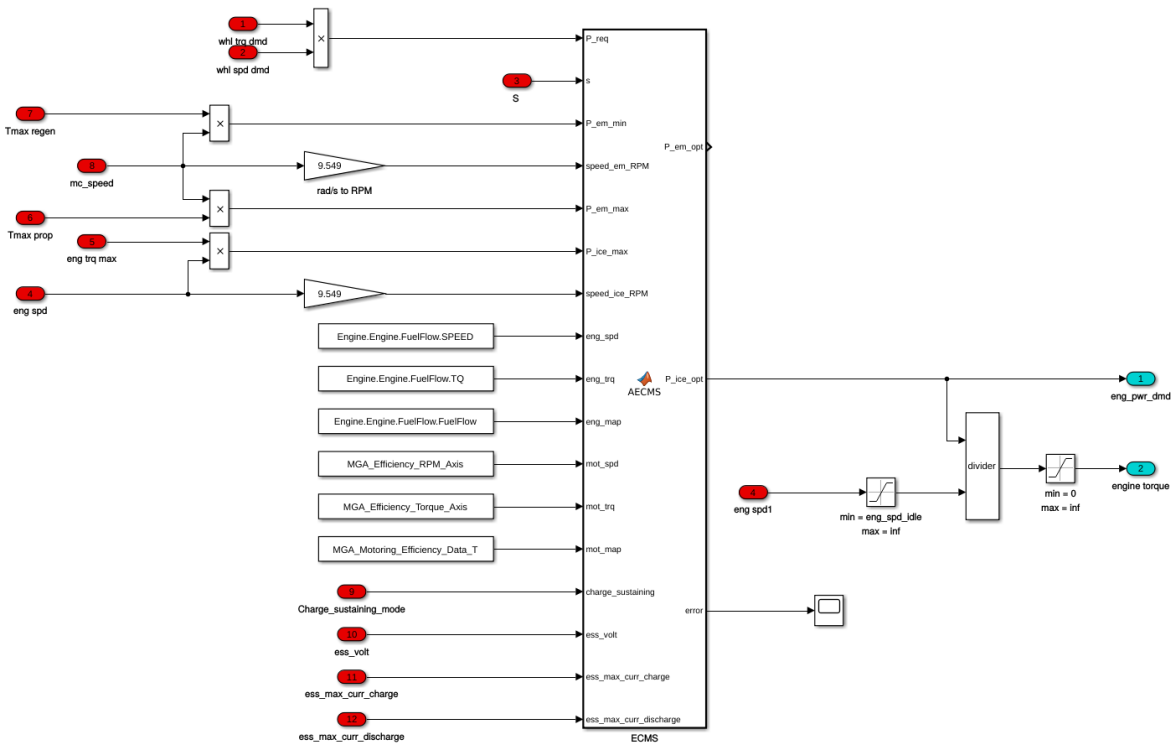 1
whl trq dmd
2
whl spd dmd
×
P_req
3
S
s
7
Tmax regen
×
P_em_min
P_em_opt
8
mc_speed
9.549
rad/s to RPM
speed_em_RPM
6
Tmax prop
×
P_em_max
5
eng trq max
×
P_ice_max
4
eng spd
9.549
speed_ice_RPM
Engine.Engine.FuelFlow.SPEED
eng_spd
Engine.Engine.FuelFlow.TQ
eng_trq
AECMS
P_ice_opt
1
eng_pwr_dmd
Engine.Engine.FuelFlow.FuelFlow
eng_map
MGA_Efficiency_RPM_Axis
mot_spd
divider
2
engine torque
min = 0
max = inf
4
eng spd1
min = eng_spd_idle
max = inf
MGA_Efficiency_Torque_Axis
mot_trq
MGA_Motoring_Efficiency_Data_T
mot_map
9
Charge_sustaining_mode
charge_sustaining
error
10
ess_volt
ess_volt
11
ess_max_curr_charge
ess_max_curr_charge
12
ess_max_curr_discharge
ess_max_curr_discharge
ECMS